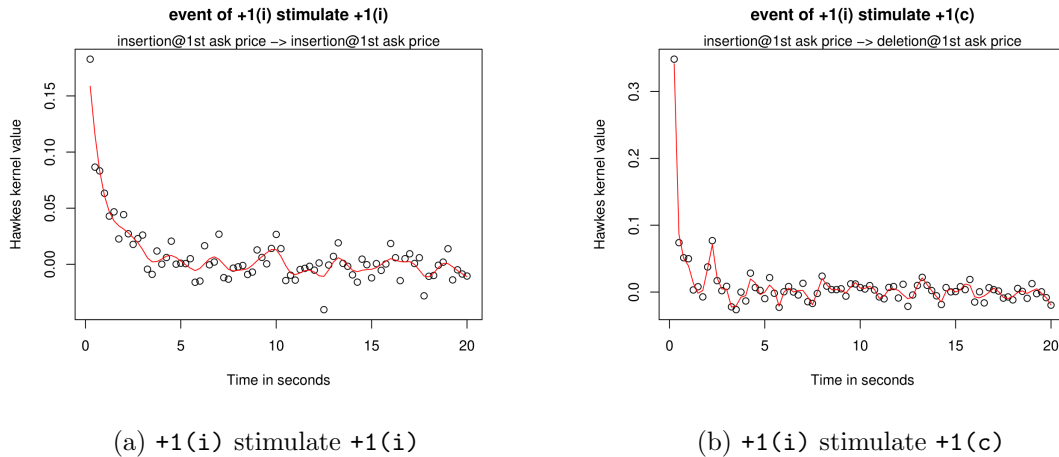 event of +1(i) stimulate +1(i)
insertion@1st ask price −> insertion@1st ask price
Hawkes kernel value
0.00
0.05
0.10
0.15
0
5
10
15
20
Time in seconds
(a) +1(i) stimulate +1(i)
event of +1(i) stimulate +1(c)
insertion@1st ask price −> deletion@1st ask price
Hawkes kernel value
0.0
0.1
0.2
0.3
0
5
10
15
20
Time in seconds
(b) +1(i) stimulate +1(c)